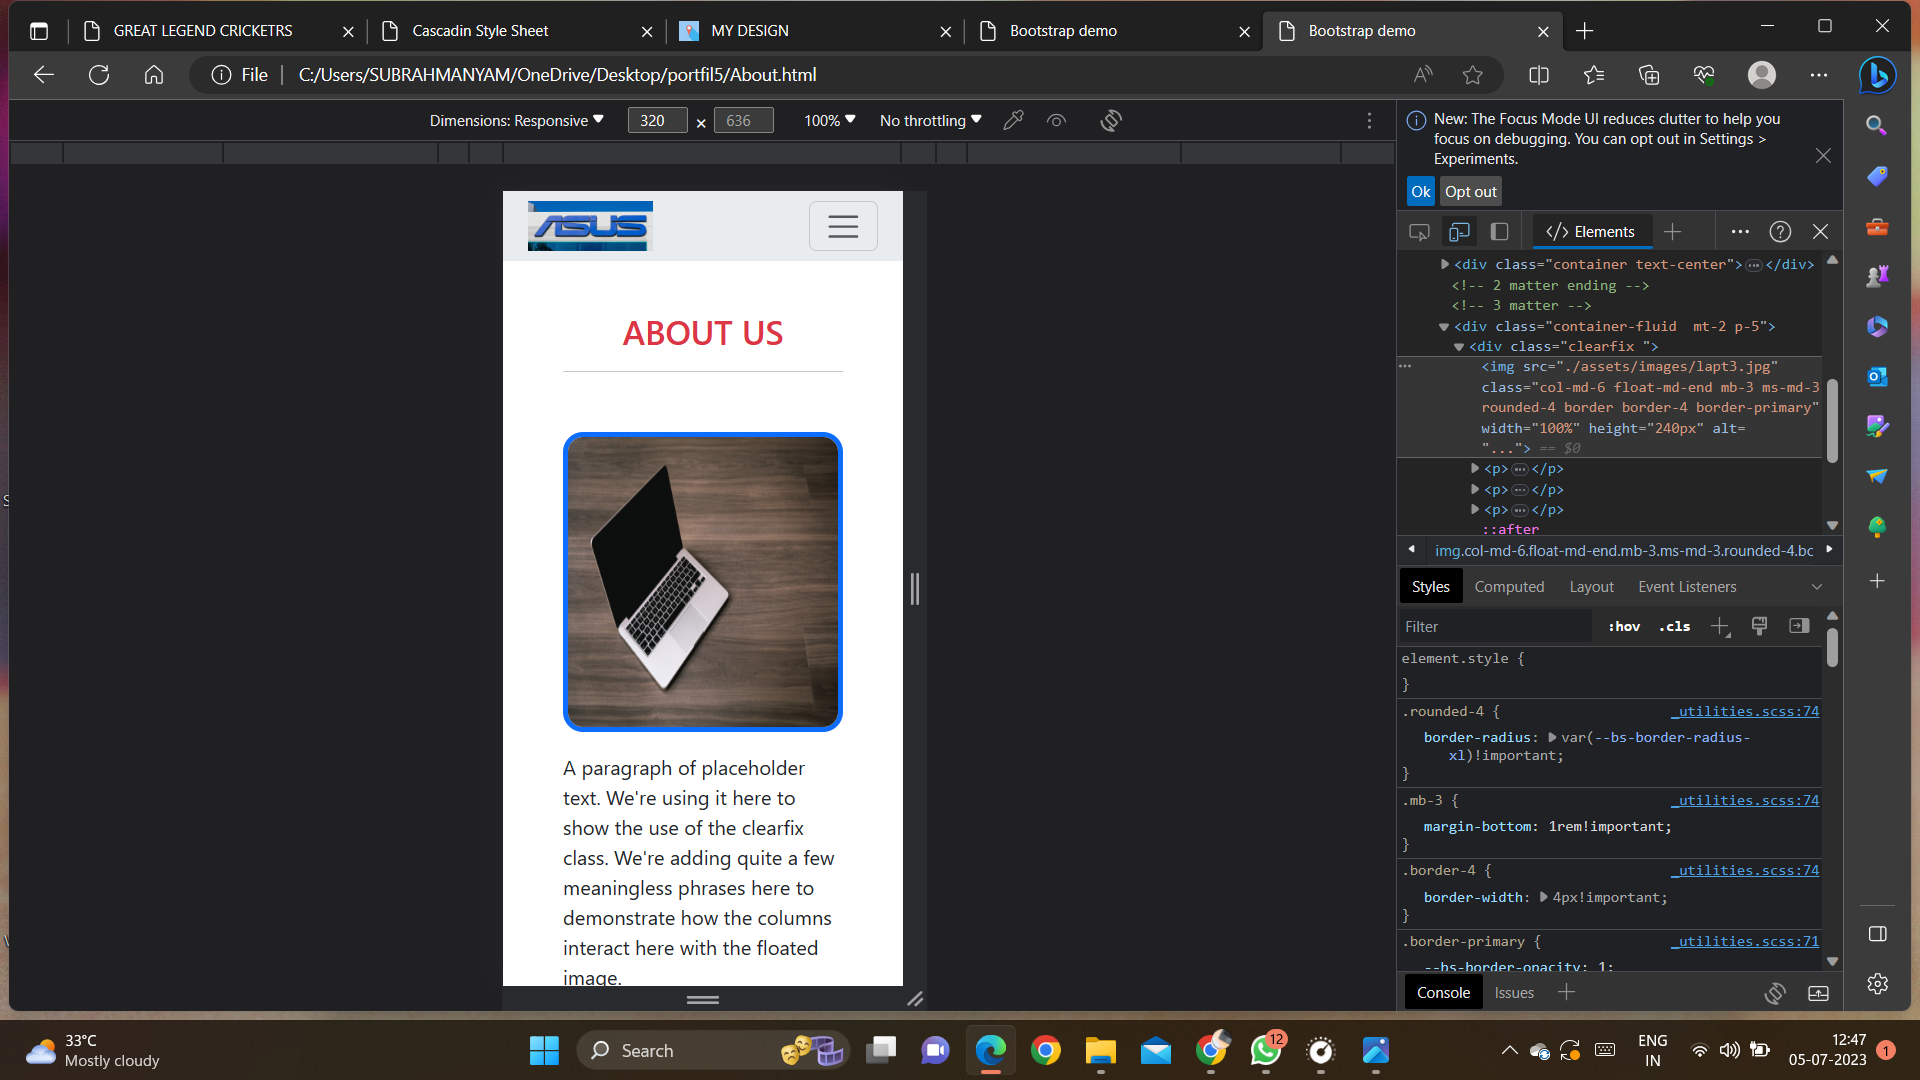 GREAT LEGEND CRICKETRS
Cascadin Style Sheet
MY DESIGN
Bootstrap demo
Bootstrap demo
File
C:/Users/SUBRAHMANYAM/OneDrive/Desktop/portfil5/About.html
Dimensions: Responsive
320 × 636
100%
No throttling
New: The Focus Mode UI reduces clutter to help you
focus on debugging. You can opt out in Settings >
Experiments.
Ok
Opt out
Elements
<div class="container text-center"> ⋯ </div>
<!-- 2 matter ending -->
<!-- 3 matter -->
<div class="container-fluid  mt-2 p-5">
<div class="clearfix ">
<img src="./assets/images/lapt3.jpg"
class="col-md-6 float-md-end mb-3 ms-md-3
rounded-4 border border-4 border-primary"
width="100%" height="240px" alt=
"..."> == $0
<p> ⋯ </p>
<p> ⋯ </p>
<p> ⋯ </p>
::after
img.col-md-6.float-md-end.mb-3.ms-md-3.rounded-4.bc
Styles
Computed
Layout
Event Listeners
Filter
:hov
.cls
element.style {
}
.rounded-4 {
_utilities.scss:74
border-radius: var(--bs-border-radius-
xl)!important;
}
.mb-3 {
_utilities.scss:74
margin-bottom: 1rem!important;
}
.border-4 {
_utilities.scss:74
border-width: 4px!important;
}
.border-primary {
_utilities.scss:71
--bs-border-opacity: 1;
Console
Issues
ASUS
ABOUT US
A paragraph of placeholder
text. We're using it here to
show the use of the clearfix
class. We're adding quite a few
meaningless phrases here to
demonstrate how the columns
interact here with the floated
image.
33°C
Mostly cloudy
Search
12
ENG
IN
12:47
05-07-2023
1